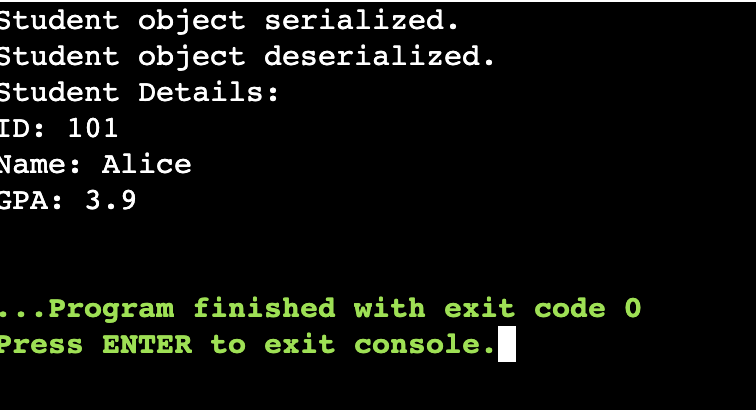 Student object serialized.
Student object deserialized.
Student Details:
ID: 101
Name: Alice
GPA: 3.9
...Program finished with exit code 0
Press ENTER to exit console.